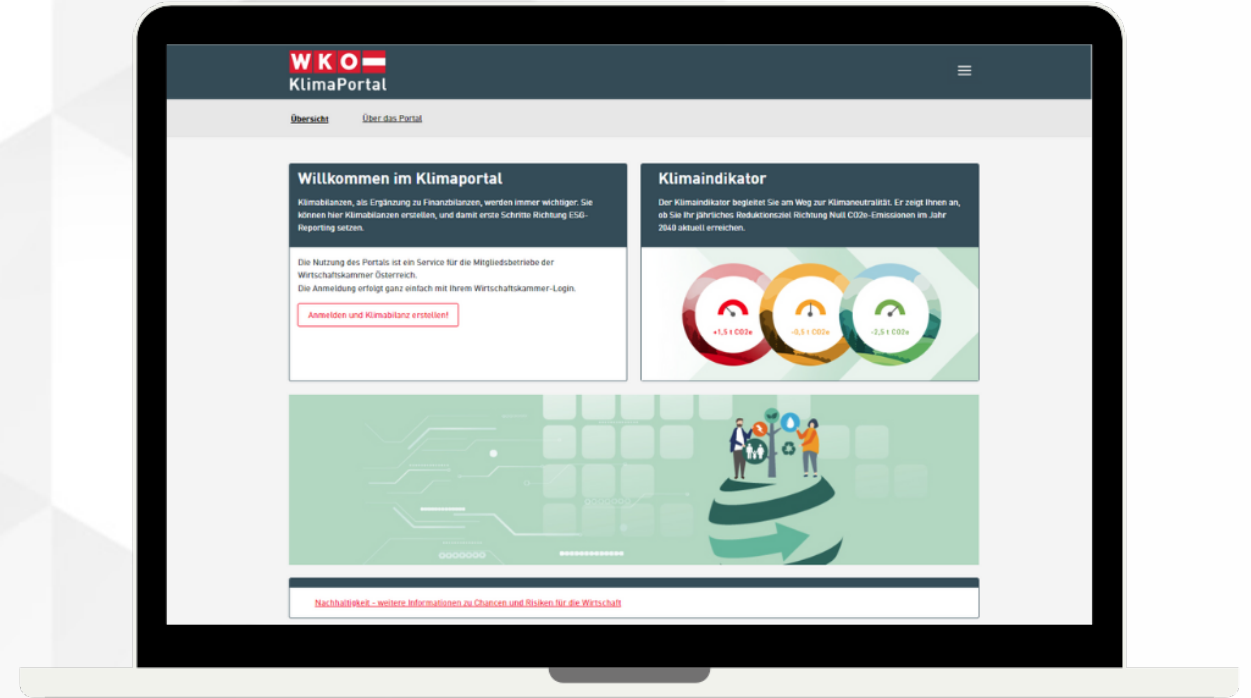 WKO
KlimaPortal
Übersicht
Über das Portal
Willkommen im Klimaportal
Klimabilanzen, als Ergänzung zu Finanzbilanzen, werden immer wichtiger. Sie
können hier Klimabilanzen erstellen, und damit erste Schritte Richtung ESG-
Reporting setzen.
Die Nutzung des Portals ist ein Service für die Mitgliedsbetriebe der
Wirtschaftskammer Österreich.
Die Anmeldung erfolgt ganz einfach mit Ihrem Wirtschaftskammer-Login.
Anmelden und Klimabilanz erstellen!
Klimaindikator
Der Klimaindikator begleitet Sie am Weg zur Klimaneutralität. Er zeigt Ihnen an,
ob Sie Ihr jährliches Reduktionsziel Richtung Null CO2e-Emissionen im Jahr
2040 aktuell erreichen.
+1,5 t CO2e
-0,5 t CO2e
-2,5 t CO2e
Nachhaltigkeit - weitere Informationen zu Chancen und Risiken für die Wirtschaft